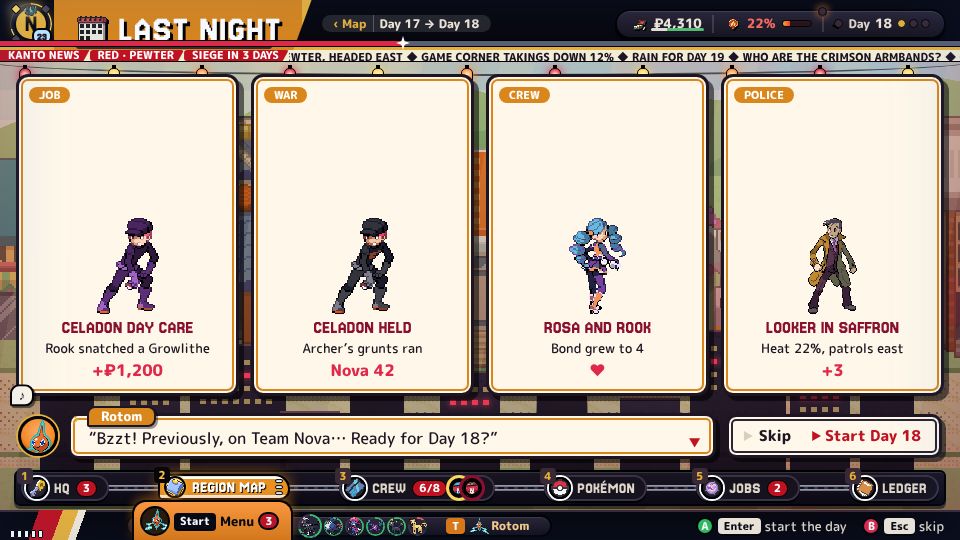 LAST NIGHT
‹ Map Day 17 → Day 18
₽4,310
22%
Day 18
KANTO NEWS
RED · PEWTER
SIEGE IN 3 DAYS
HEADED EAST ◆ GAME CORNER TAKINGS DOWN 12% ◆ RAIN FOR DAY 19 ◆ WHO ARE THE CRIMSON ARMBANDS? ◆
JOB
WAR
CREW
POLICE
CELADON DAY CARE
Rook snatched a Growlithe
+₽1,200
CELADON HELD
Archer's grunts ran
Nova 42
ROSA AND ROOK
Bond grew to 4
♥
LOOKER IN SAFFRON
Heat 22%, patrols east
+3
Rotom
“Bzzt! Previously, on Team Nova… Ready for Day 18?”
Skip
Start Day 18
1 HQ 3
2 REGION MAP
3 CREW 6/8
4 POKÉMON
5 JOBS 2
6 LEDGER
Start Menu 3
T Rotom
A Enter start the day
B Esc skip